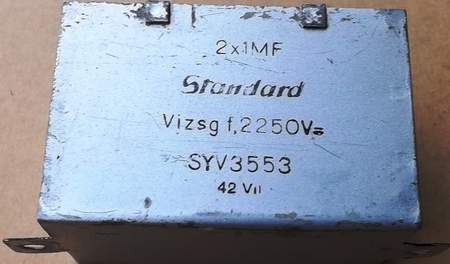 2x1MF
Standard
Vizsg f, 2250V=
SYV3553
42 VII